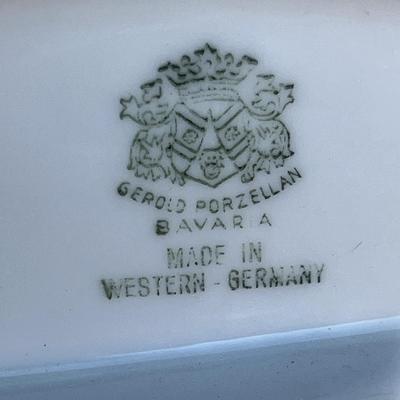 GEROLD PORZELLAN
BAVARIA
MADE IN
WESTERN - GERMANY